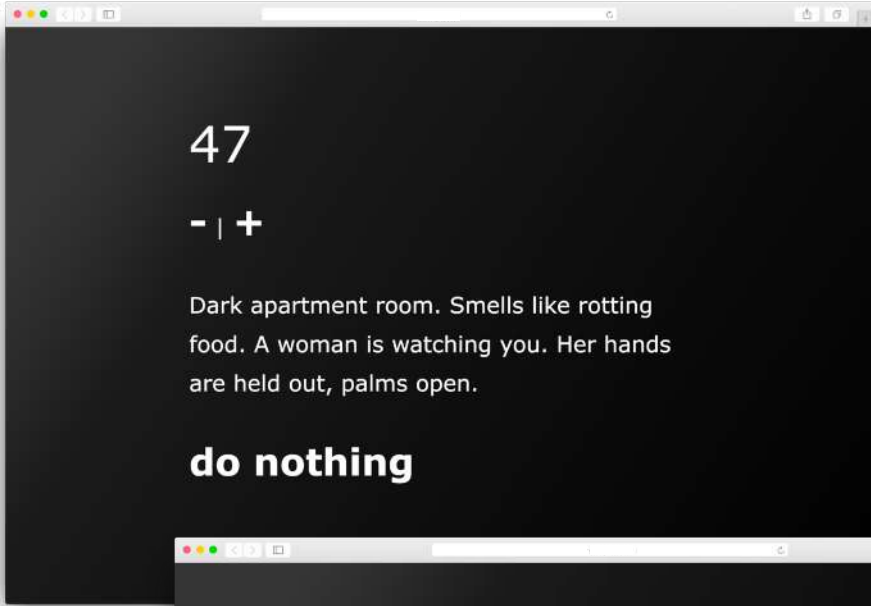 47
- | +
Dark apartment room. Smells like rotting
food. A woman is watching you. Her hands
are held out, palms open.
do nothing